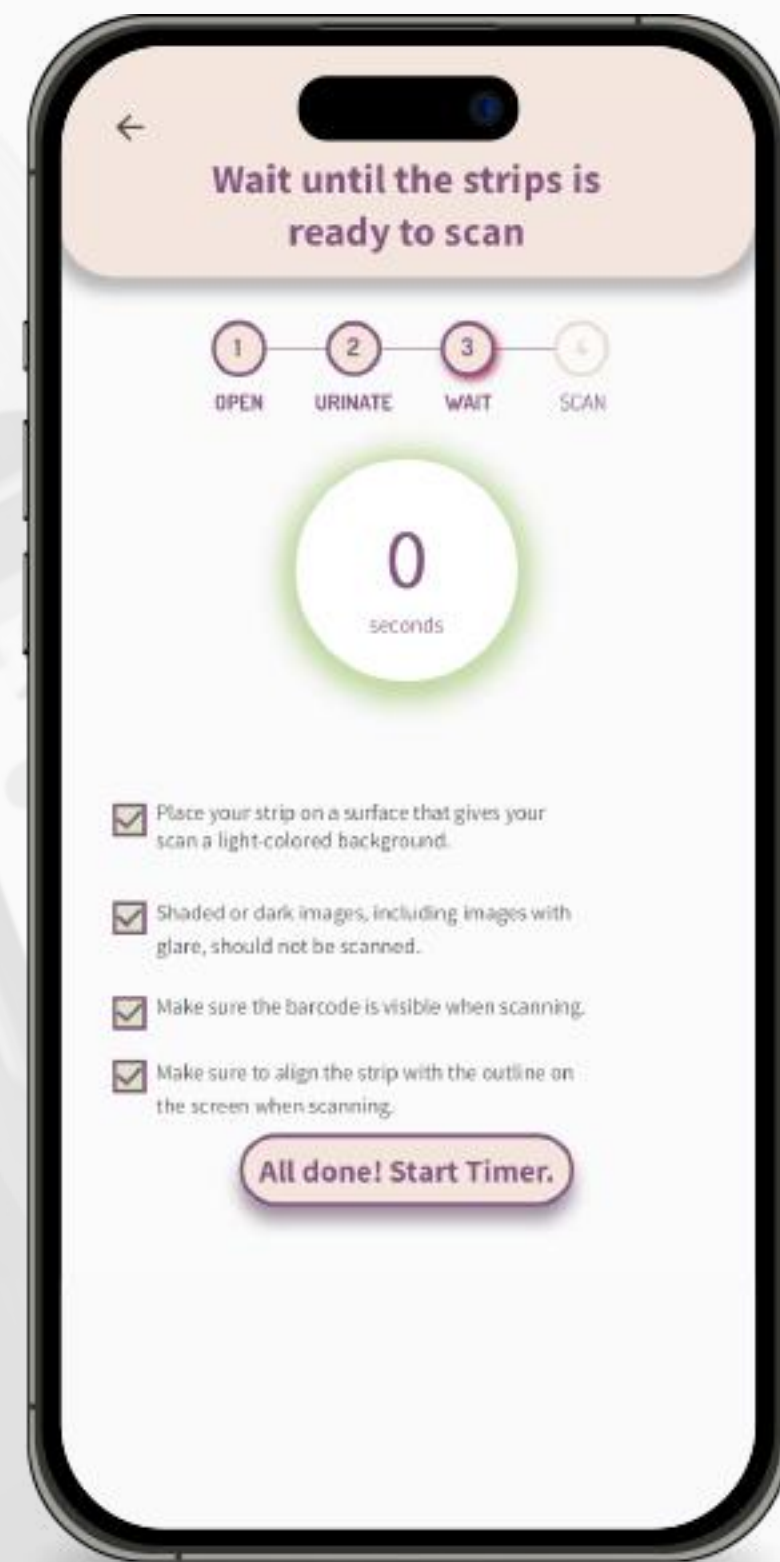 Wait until the strips is
ready to scan
1
2
3
4
OPEN
URINATE
WAIT
SCAN
0
seconds
Place your strip on a surface that gives your
scan a light-colored background.
Shaded or dark images, including images with
glare, should not be scanned.
Make sure the barcode is visible when scanning.
Make sure to align the strip with the outline on
the screen when scanning.
All done! Start Timer.